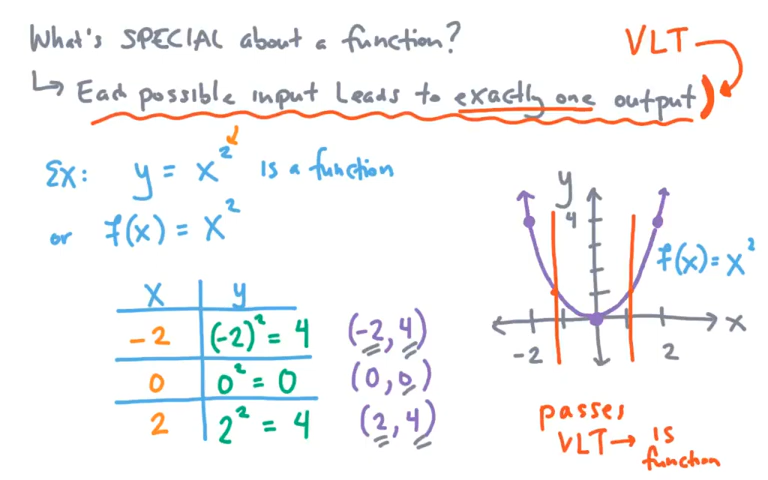 What's SPECIAL about a function?
VLT
↳ Each possible input leads to exactly one output
Ex: y = x² is a function
or f(x) = x²
x y
-2 (-2)² = 4 (-2, 4)
0 0² = 0 (0, 0)
2 2² = 4 (2, 4)
y
4
f(x) = x²
x
-2 2
passes
VLT → is
function